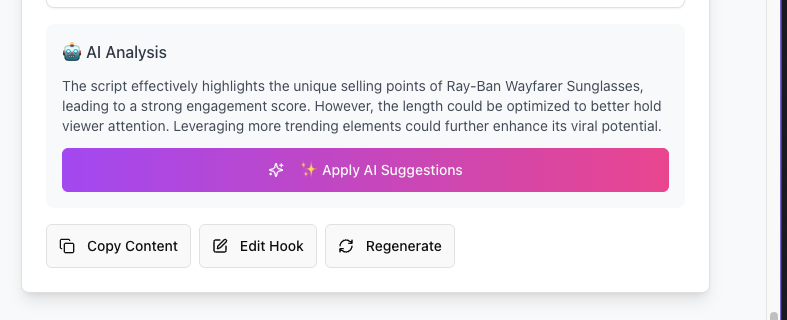 🤖 AI Analysis
The script effectively highlights the unique selling points of Ray-Ban Wayfarer Sunglasses,
leading to a strong engagement score. However, the length could be optimized to better hold
viewer attention. Leveraging more trending elements could further enhance its viral potential.
✨ Apply AI Suggestions
Copy Content
Edit Hook
Regenerate